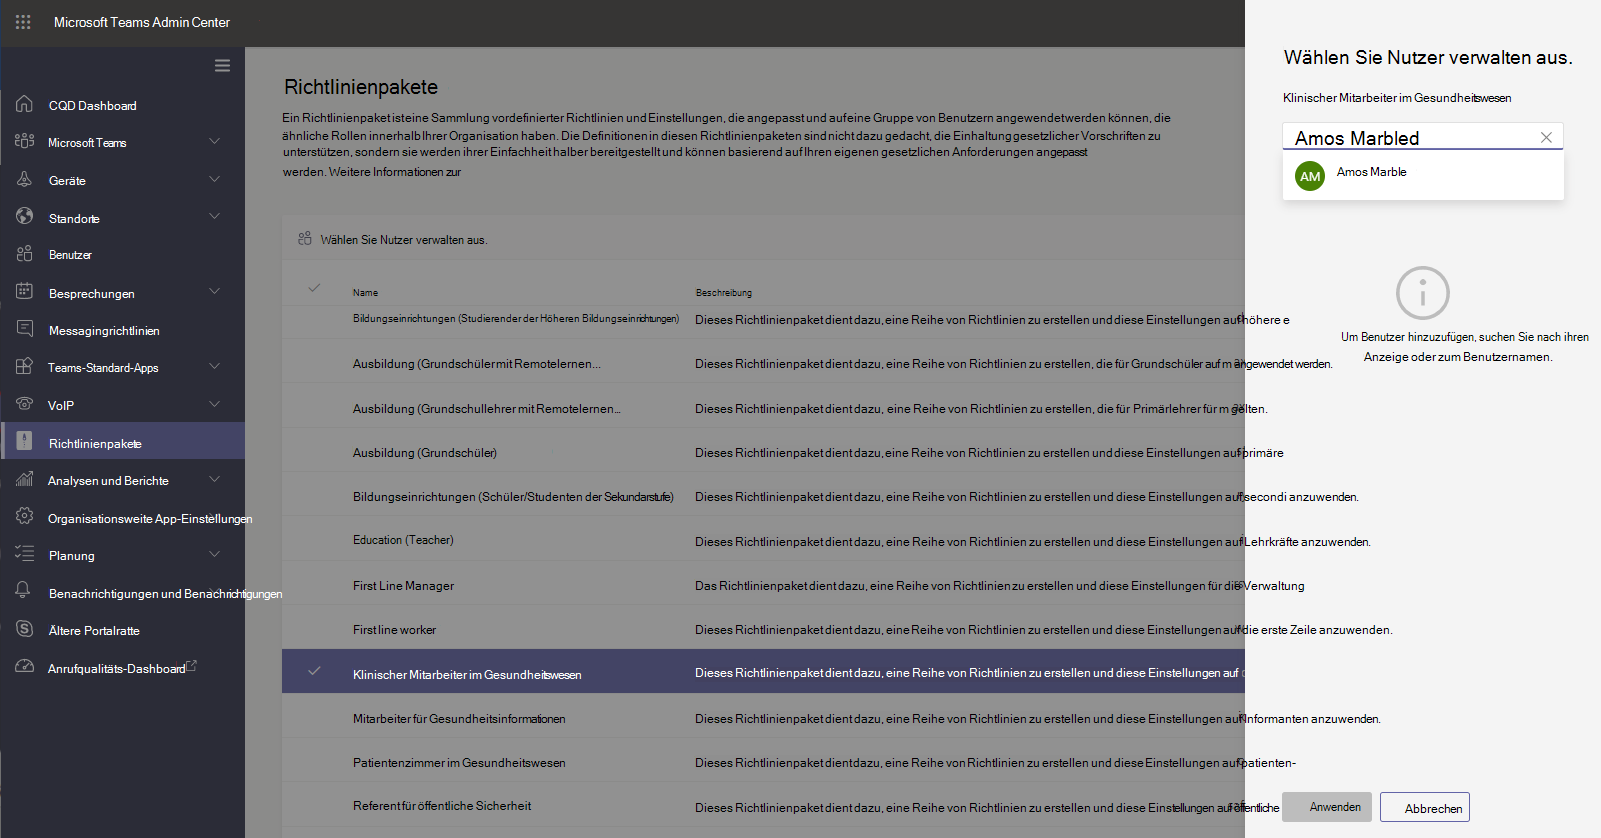 Microsoft Teams Admin Center
CQD Dashboard
Microsoft Teams
Geräte
Standorte
Benutzer
Besprechungen
Messagingrichtlinien
Teams-Standard-Apps
VoIP
Richtlinienpakete
Analysen und Berichte
Organisationsweite App-Einstellungen
Planung
Benachrichtigungen und Benachrichtigungen
Ältere Portalratte
Anrufqualitäts-Dashboard
Richtlinienpakete
Ein Richtlinienpaket ist eine Sammlung vordefinierter Richtlinien und Einstellungen, die angepasst und auf eine Gruppe von Benutzern angewendet werden können, die
ähnliche Rollen innerhalb Ihrer Organisation haben. Die Definitionen in diesen Richtlinienpaketen sind nicht dazu gedacht, die Einhaltung gesetzlicher Vorschriften zu
unterstützen, sondern sie werden ihrer Einfachheit halber bereitgestellt und können basierend auf Ihren eigenen gesetzlichen Anforderungen angepasst
werden. Weitere Informationen zur
Wählen Sie Nutzer verwalten aus.
Name Beschreibung
Bildungseinrichtungen (Studierender der Höheren Bildungseinrichtungen) Dieses Richtlinienpaket dient dazu, eine Reihe von Richtlinien zu erstellen und diese Einstellungen auf höhere e
Ausbildung (Grundschüler mit Remotelernen... Dieses Richtlinienpaket dient dazu, eine Reihe von Richtlinien zu erstellen, die für Grundschüler auf m angewendet werden.
Ausbildung (Grundschullehrer mit Remotelernen... Dieses Richtlinienpaket dient dazu, eine Reihe von Richtlinien zu erstellen, die für Primärlehrer für m gelten.
Ausbildung (Grundschüler) Dieses Richtlinienpaket dient dazu, eine Reihe von Richtlinien zu erstellen und diese Einstellungen auf primäre
Bildungseinrichtungen (Schüler/Studenten der Sekundarstufe) Dieses Richtlinienpaket dient dazu, eine Reihe von Richtlinien zu erstellen und diese Einstellungen auf secondi anzuwenden.
Education (Teacher) Dieses Richtlinienpaket dient dazu, eine Reihe von Richtlinien zu erstellen und diese Einstellungen auf Lehrkräfte anzuwenden.
First Line Manager Das Richtlinienpaket dient dazu, eine Reihe von Richtlinien zu erstellen und diese Einstellungen für die Verwaltung
First line worker Dieses Richtlinienpaket dient dazu, eine Reihe von Richtlinien zu erstellen und diese Einstellungen auf die erste Zeile anzuwenden.
Klinischer Mitarbeiter im Gesundheitswesen Dieses Richtlinienpaket dient dazu, eine Reihe von Richtlinien zu erstellen und diese Einstellungen auf
Mitarbeiter für Gesundheitsinformationen Dieses Richtlinienpaket dient dazu, eine Reihe von Richtlinien zu erstellen und diese Einstellungen auf Informanten anzuwenden.
Patientenzimmer im Gesundheitswesen Dieses Richtlinienpaket dient dazu, eine Reihe von Richtlinien zu erstellen und diese Einstellungen auf patienten-
Referent für öffentliche Sicherheit Dieses Richtlinienpaket dient dazu, eine Reihe von Richtlinien zu erstellen und diese Einstellungen auf öffentliche
Wählen Sie Nutzer verwalten aus.
Klinischer Mitarbeiter im Gesundheitswesen
Amos Marbled
AM Amos Marble
Um Benutzer hinzuzufügen, suchen Sie nach ihren
Anzeige oder zum Benutzernamen.
Anwenden Abbrechen